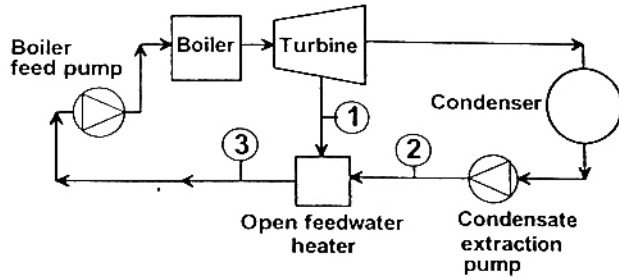 Boiler
feed pump
Boiler
Turbine
Condenser
1
2
3
Open feedwater
heater
Condensate
extraction
pump